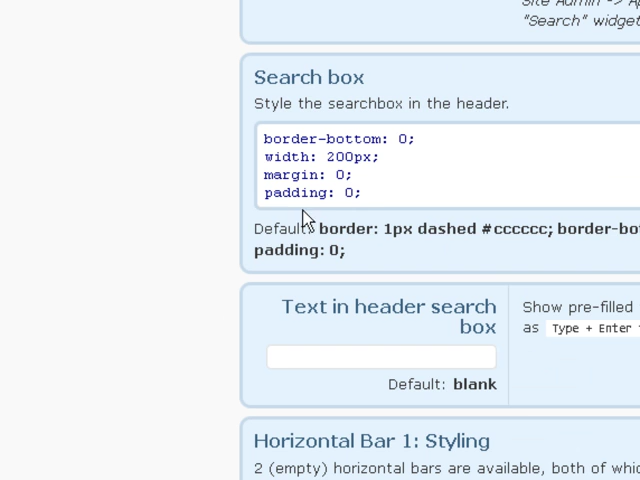 Site Admin -> Ap
"Search" widget
Search box
Style the searchbox in the header.
border-bottom: 0;
width: 200px;
margin: 0;
padding: 0;
Default: border: 1px dashed #cccccc; border-bo
padding: 0;
Text in header search
box
Default: blank
Show pre-filled
as Type + Enter
Horizontal Bar 1: Styling
2 (empty) horizontal bars are available, both of whic